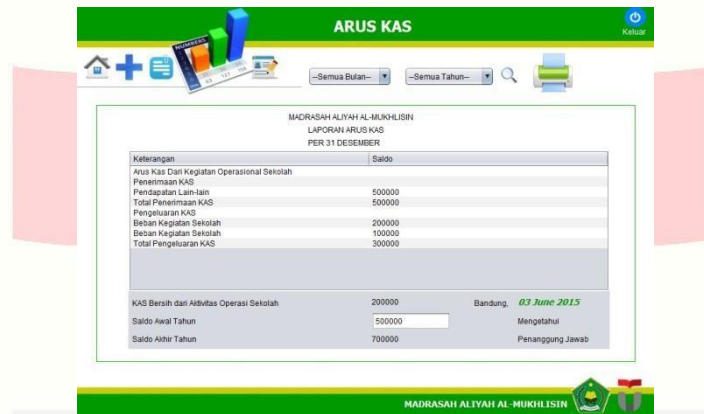 ARUS KAS
Keluar
NUMBERS
--Semua Bulan-- --Semua Tahun--
MADRASAH ALIYAH AL-MUKHLISIN
LAPORAN ARUS KAS
PER 31 DESEMBER
Keterangan Saldo
Arus Kas Dari Kegiatan Operasional Sekolah
Penerimaan KAS
Pendapatan Lain-lain 500000
Total Penerimaan KAS 500000
Pengeluaran KAS
Beban Kegiatan Sekolah 200000
Beban Kegiatan Sekolah 100000
Total Pengeluaran KAS 300000
KAS Bersih dari Aktivitas Operasi Sekolah 200000 Bandung, 03 June 2015
Saldo Awal Tahun 500000 Mengetahui
Saldo Akhir Tahun 700000 Penanggung Jawab
MADRASAH ALIYAH AL-MUKHLISIN